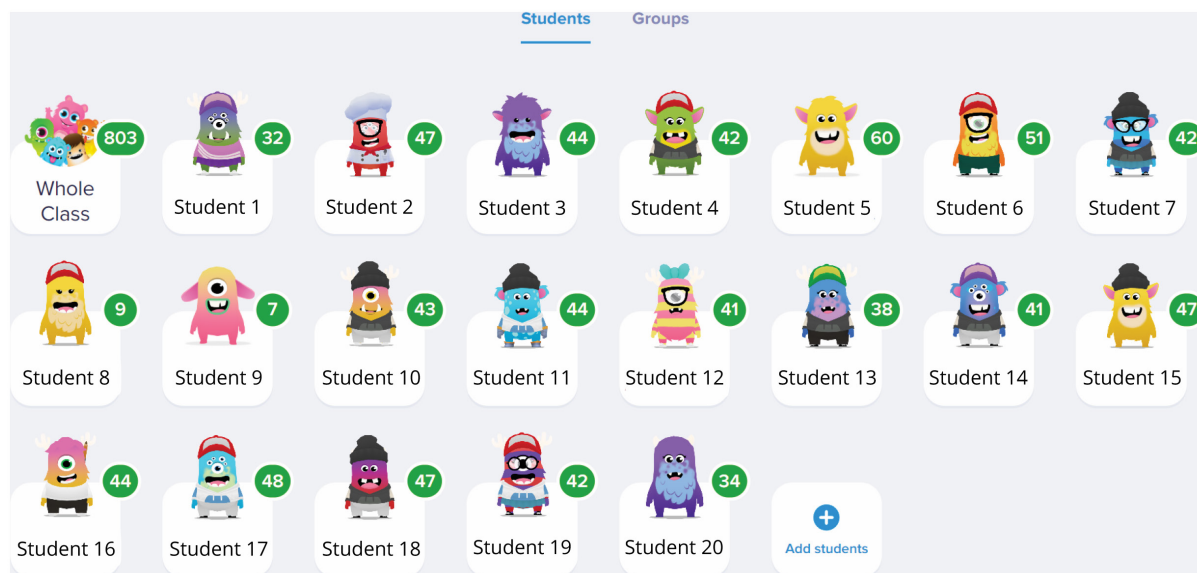 Students Groups
803 32 47 44 42 60 51 42
Whole
Class
Student 1 Student 2 Student 3 Student 4 Student 5 Student 6 Student 7
9 7 43 44 41 38 41 47
Student 8 Student 9 Student 10 Student 11 Student 12 Student 13 Student 14 Student 15
44 48 47 42 34
Student 16 Student 17 Student 18 Student 19 Student 20
Add students